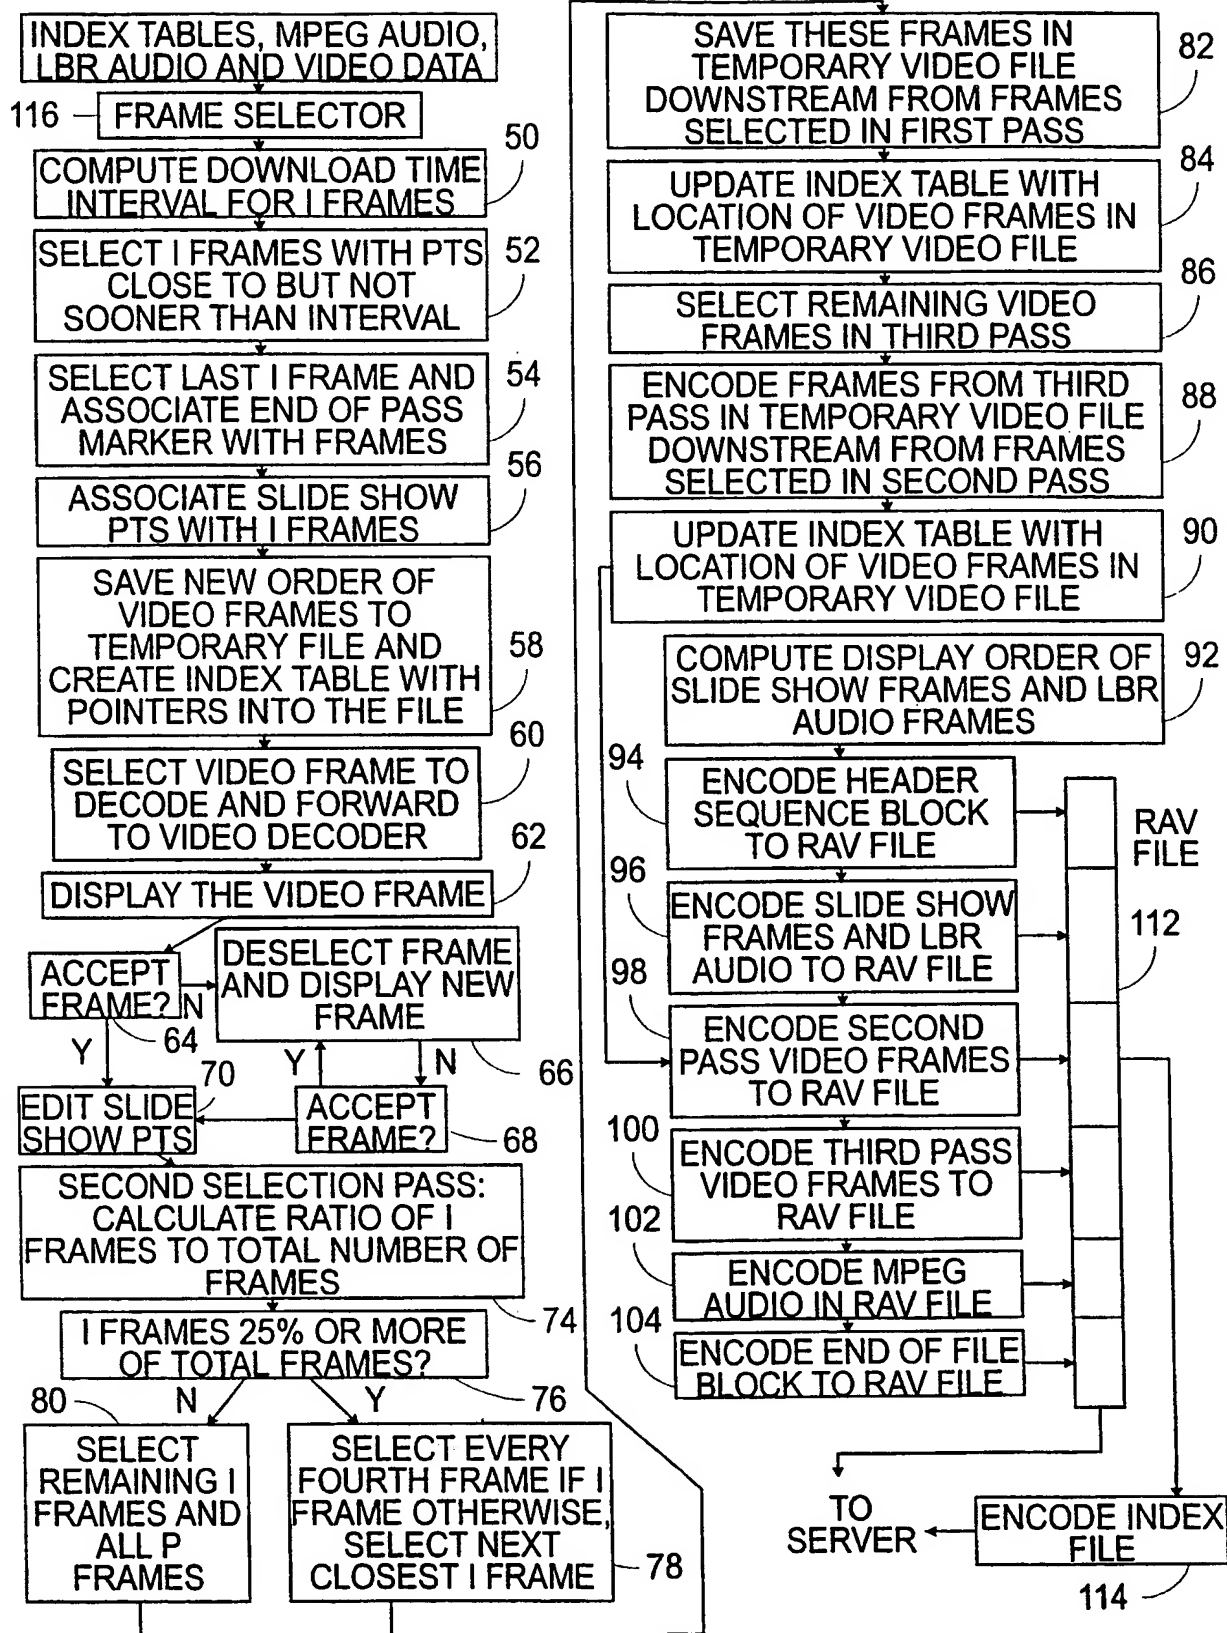 INDEX TABLES, MPEG AUDIO,
LBR AUDIO AND VIDEO DATA
116
FRAME SELECTOR
50
COMPUTE DOWNLOAD TIME
INTERVAL FOR I FRAMES
52
SELECT I FRAMES WITH PTS
CLOSE TO BUT NOT
SOONER THAN INTERVAL
54
SELECT LAST I FRAME AND
ASSOCIATE END OF PASS
MARKER WITH FRAMES
56
ASSOCIATE SLIDE SHOW
PTS WITH I FRAMES
SAVE NEW ORDER OF
VIDEO FRAMES TO
TEMPORARY FILE AND
CREATE INDEX TABLE WITH
POINTERS INTO THE FILE
58
60
SELECT VIDEO FRAME TO
DECODE AND FORWARD
TO VIDEO DECODER
62
DISPLAY THE VIDEO FRAME
ACCEPT
FRAME?
N
64
DESELECT FRAME
AND DISPLAY NEW
FRAME
66
Y
Y
N
70
EDIT SLIDE
SHOW PTS
ACCEPT
FRAME?
68
SECOND SELECTION PASS:
CALCULATE RATIO OF I
FRAMES TO TOTAL NUMBER OF
FRAMES
74
I FRAMES 25% OR MORE
OF TOTAL FRAMES?
76
N
Y
80
SELECT
REMAINING I
FRAMES AND
ALL P
FRAMES
SELECT EVERY
FOURTH FRAME IF I
FRAME OTHERWISE,
SELECT NEXT
CLOSEST I FRAME
78
SAVE THESE FRAMES IN
TEMPORARY VIDEO FILE
DOWNSTREAM FROM FRAMES
SELECTED IN FIRST PASS
82
UPDATE INDEX TABLE WITH
LOCATION OF VIDEO FRAMES IN
TEMPORARY VIDEO FILE
84
SELECT REMAINING VIDEO
FRAMES IN THIRD PASS
86
ENCODE FRAMES FROM THIRD
PASS IN TEMPORARY VIDEO FILE
DOWNSTREAM FROM FRAMES
SELECTED IN SECOND PASS
88
UPDATE INDEX TABLE WITH
LOCATION OF VIDEO FRAMES IN
TEMPORARY VIDEO FILE
90
COMPUTE DISPLAY ORDER OF
SLIDE SHOW FRAMES AND LBR
AUDIO FRAMES
92
94
ENCODE HEADER
SEQUENCE BLOCK
TO RAV FILE
RAV
FILE
96
ENCODE SLIDE SHOW
FRAMES AND LBR
AUDIO TO RAV FILE
112
98
ENCODE SECOND
PASS VIDEO FRAMES
TO RAV FILE
100
ENCODE THIRD PASS
VIDEO FRAMES TO
RAV FILE
102
ENCODE MPEG
AUDIO IN RAV FILE
104
ENCODE END OF FILE
BLOCK TO RAV FILE
TO
SERVER
ENCODE INDEX
FILE
114